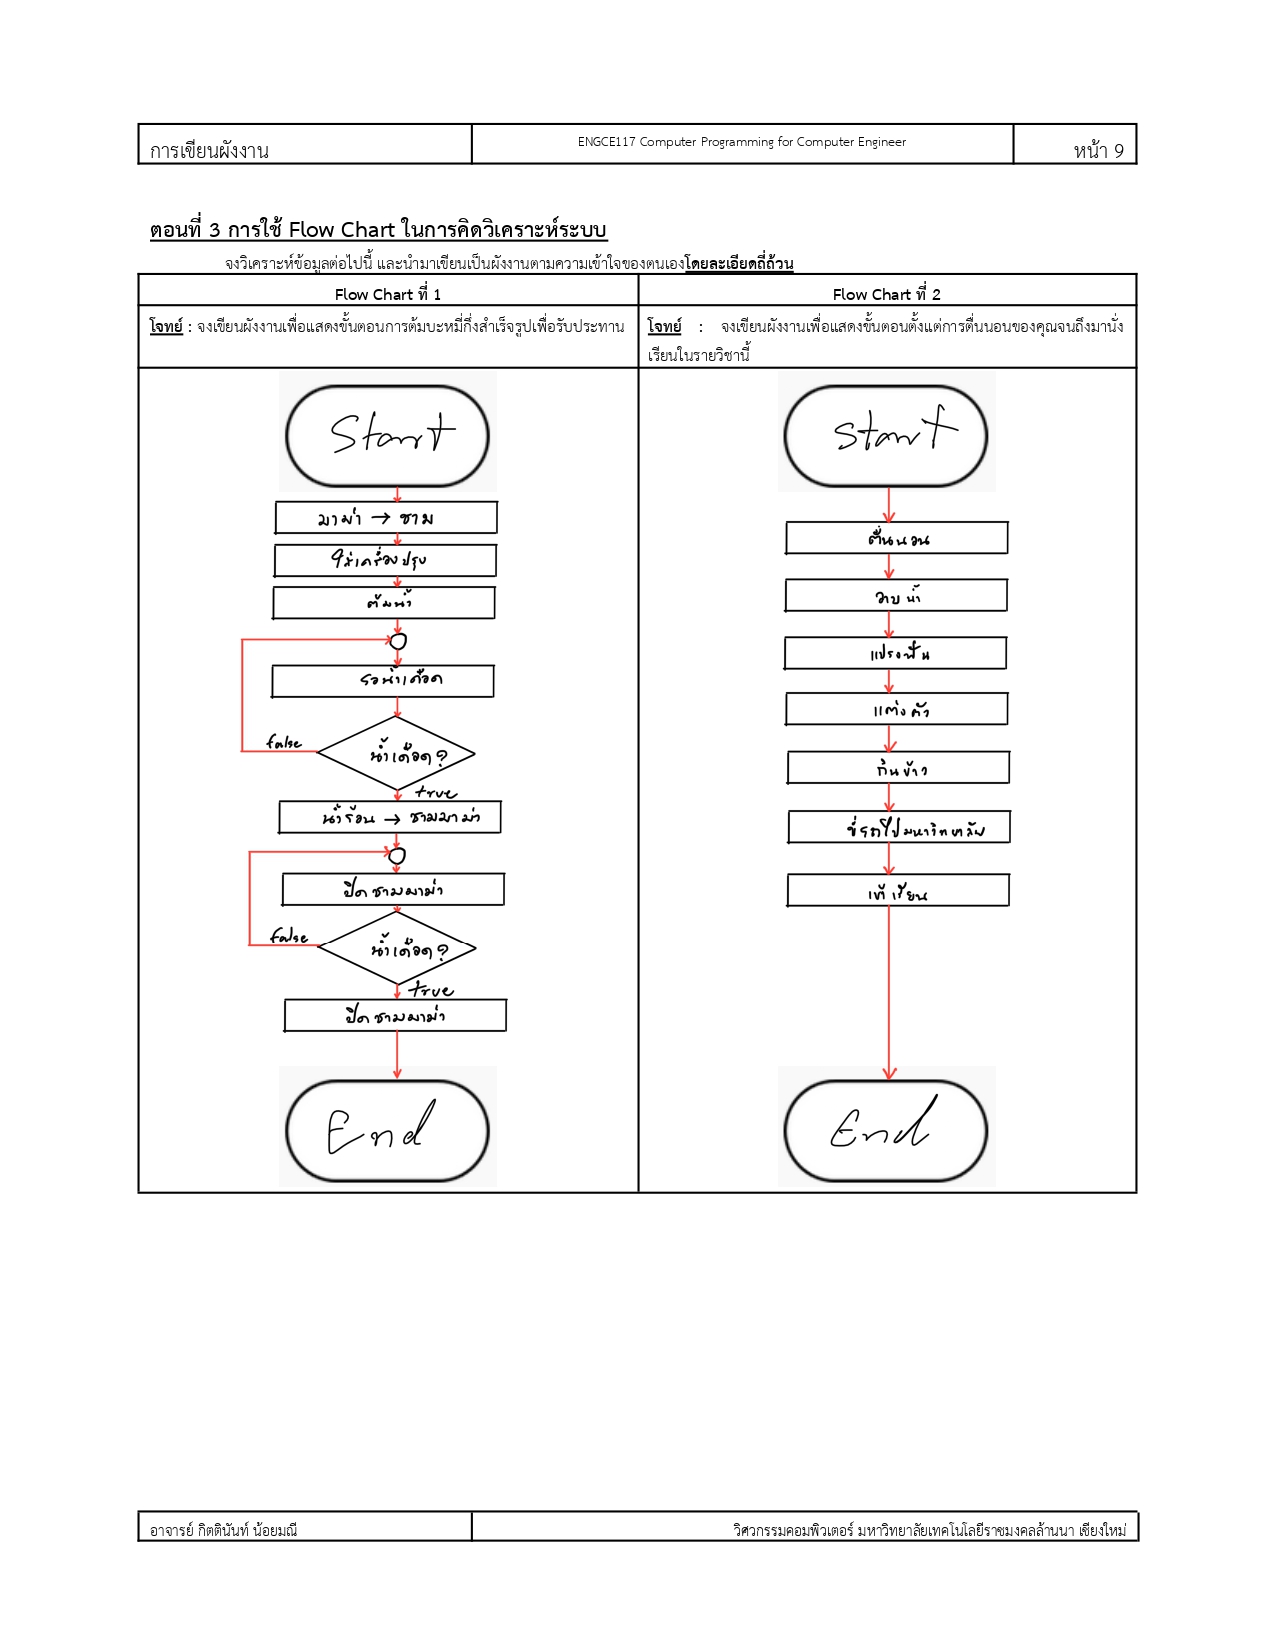 การเขียนผังงาน
ENGCE117 Computer Programming for Computer Engineer
หน้า 9
ตอนที่ 3 การใช้ Flow Chart ในการคิดวิเคราะห์ระบบ
จงวิเคราะห์ข้อมูลต่อไปนี้ และนำมาเขียนเป็นผังงานตามความเข้าใจของตนเองโดยละเอียดถี่ถ้วน
Flow Chart ที่ 1
โจทย์ : จงเขียนผังงานเพื่อแสดงขั้นตอนการต้มบะหมี่กึ่งสำเร็จรูปเพื่อรับประทาน
Start
มาม่า → ชาม
ใส่เครื่องปรุง
ต้มน้ำ
รอน้ำเดือด
น้ำเดือด?
false
true
น้ำร้อน → ชามมาม่า
ปิดชามมาม่า
น้ำเดือด?
false
true
ปิดชามมาม่า
End
Flow Chart ที่ 2
โจทย์ : จงเขียนผังงานเพื่อแสดงขั้นตอนตั้งแต่การตื่นนอนของคุณจนถึงมานั่ง
เรียนในรายวิชานี้
Start
ตื่นนอน
อาบน้ำ
แปรงฟัน
แต่งตัว
กินข้าว
ขี่รถไปมหาวิทยาลัย
เข้าเรียน
End
อาจารย์ กิตตินันท์ น้อยมณี
วิศวกรรมคอมพิวเตอร์ มหาวิทยาลัยเทคโนโลยีราชมงคลล้านนา เชียงใหม่